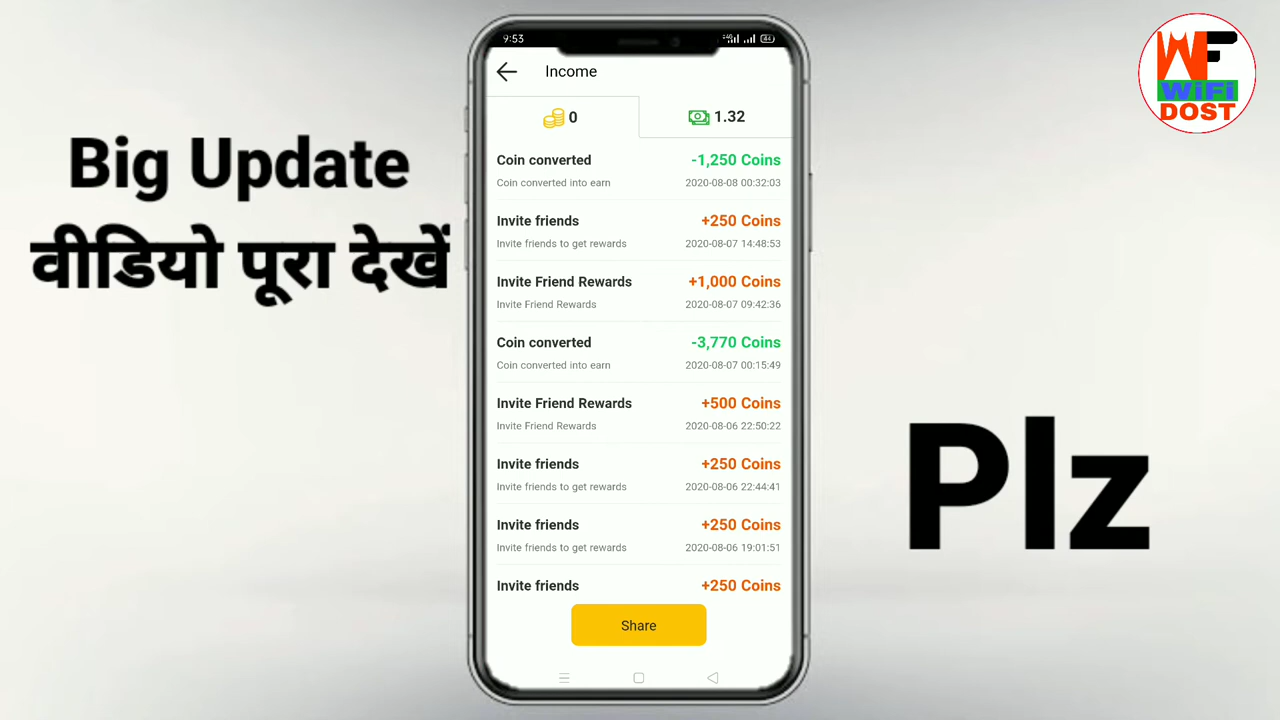 Big Update
वीडियो पूरा देखें
9:53
Income
0
1.32
Coin converted
-1,250 Coins
Coin converted into earn
2020-08-08 00:32:03
Invite friends
+250 Coins
Invite friends to get rewards
2020-08-07 14:48:53
Invite Friend Rewards
+1,000 Coins
Invite Friend Rewards
2020-08-07 09:42:36
Coin converted
-3,770 Coins
Coin converted into earn
2020-08-07 00:15:49
Invite Friend Rewards
+500 Coins
Invite Friend Rewards
2020-08-06 22:50:22
Invite friends
+250 Coins
Invite friends to get rewards
2020-08-06 22:44:41
Invite friends
+250 Coins
Invite friends to get rewards
2020-08-06 19:01:51
Invite friends
+250 Coins
Share
WF
WiFi
DOST
Plz